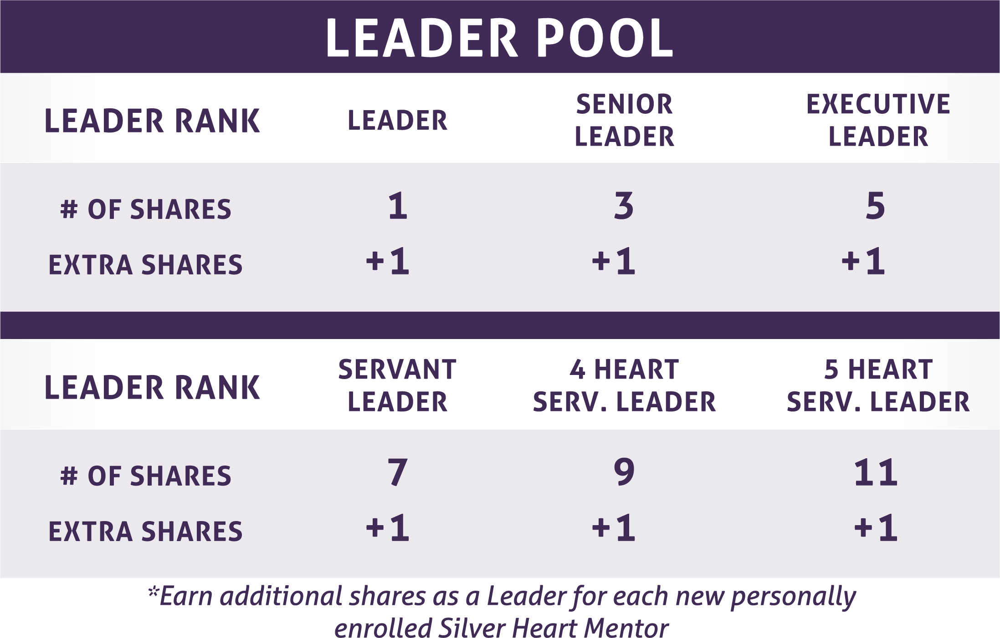 LEADER POOL
LEADER RANK LEADER SENIOR LEADER EXECUTIVE LEADER
# OF SHARES 1 3 5
EXTRA SHARES +1 +1 +1
LEADER RANK SERVANT LEADER 4 HEART SERV. LEADER 5 HEART SERV. LEADER
# OF SHARES 7 9 11
EXTRA SHARES +1 +1 +1
*Earn additional shares as a Leader for each new personally
enrolled Silver Heart Mentor